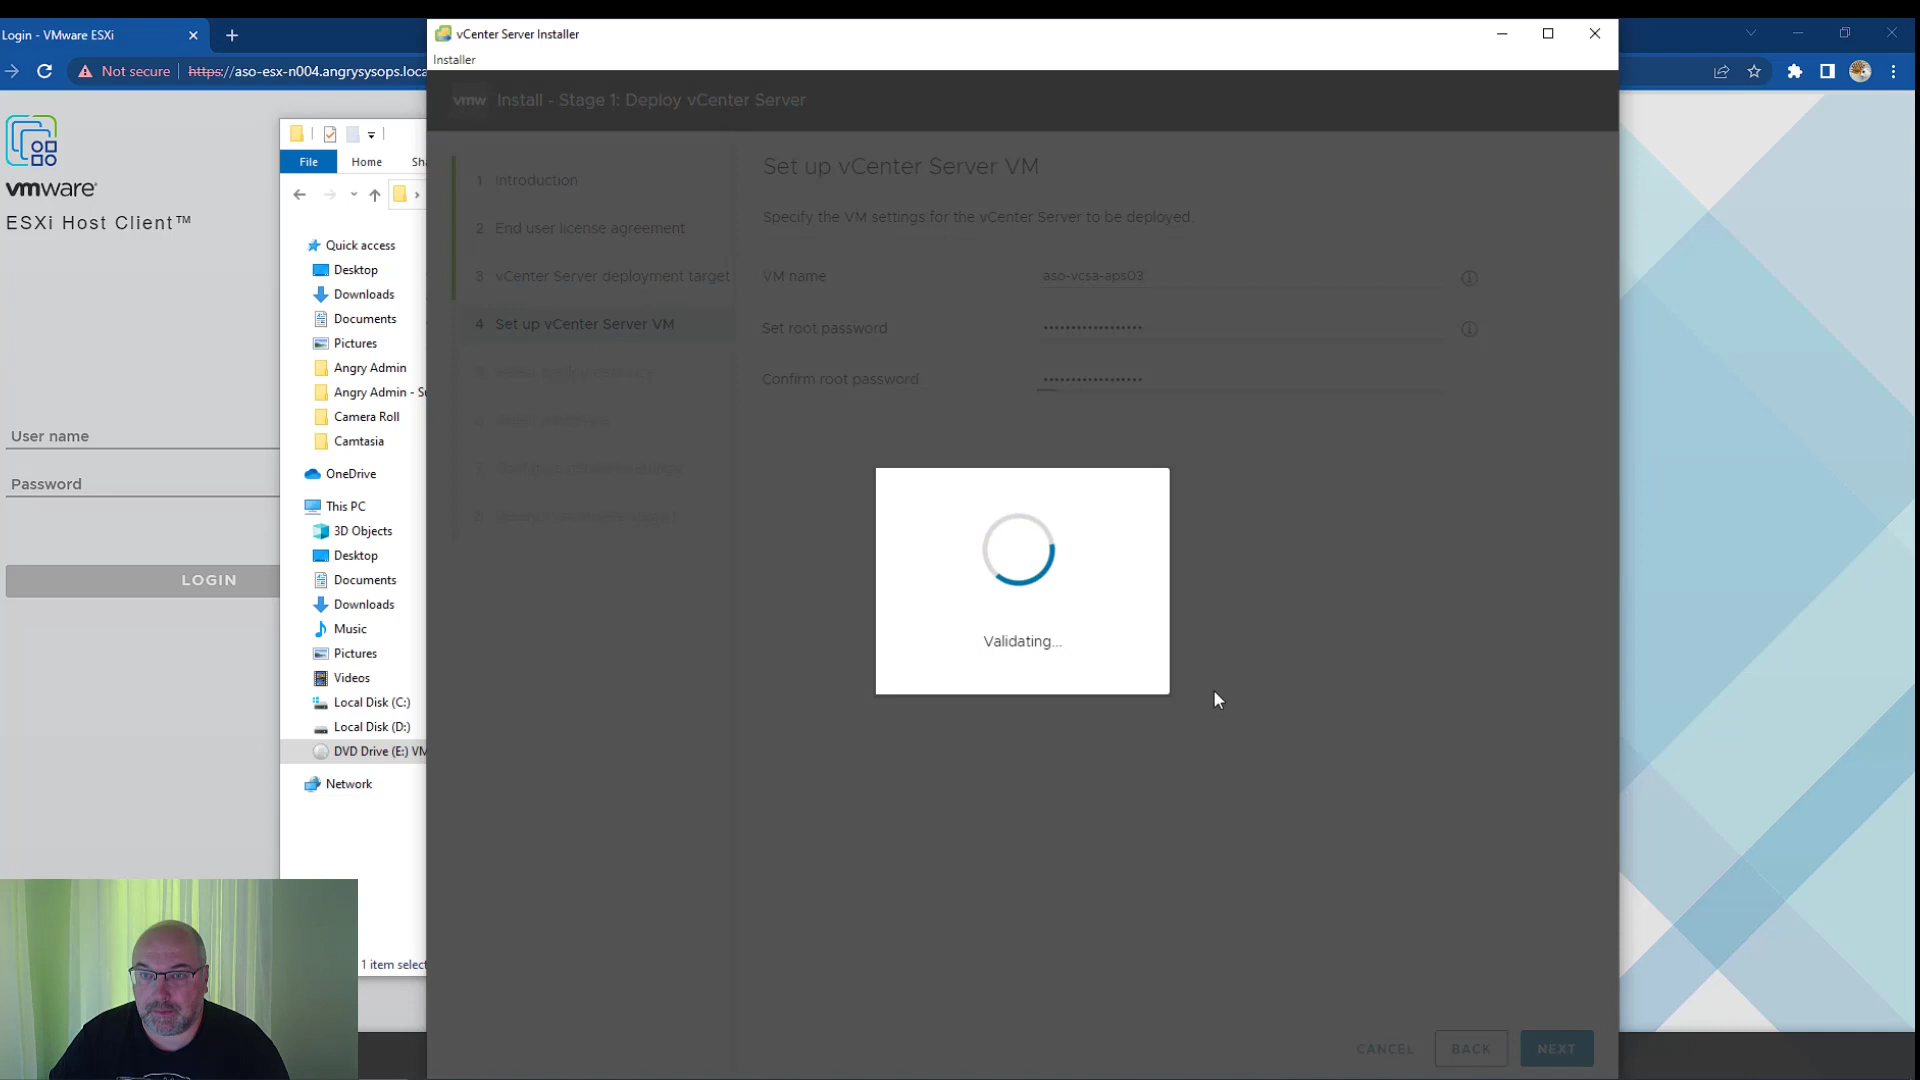 Login - VMware ESXi
Not secure
https://aso-esx-n004.angrysysops.loca
vmware
ESXi Host Client™
User name
Password
LOGIN
File
Home
Sha
Quick access
Desktop
Downloads
Documents
Pictures
Angry Admin
Angry Admin - Su
Camera Roll
Camtasia
OneDrive
This PC
3D Objects
Desktop
Documents
Downloads
Music
Pictures
Videos
Local Disk (C:)
Local Disk (D:)
DVD Drive (E:) VM
Network
1 item select
vCenter Server Installer
Installer
vmw
Install - Stage 1: Deploy vCenter Server
1 Introduction
2 End user license agreement
3 vCenter Server deployment target
4 Set up vCenter Server VM
Set up vCenter Server VM
Specify the VM settings for the vCenter Server to be deployed.
VM name
aso-vcsa-aps03
Set root password
Confirm root password
Validating...
CANCEL
BACK
NEXT